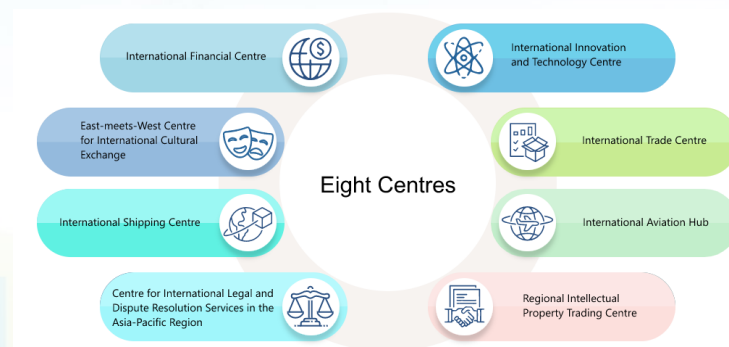 International Financial Centre
International Innovation
and Technology Centre
East-meets-West Centre
for International Cultural
Exchange
International Trade Centre
Eight Centres
International Shipping Centre
International Aviation Hub
Centre for International Legal and
Dispute Resolution Services in the
Asia-Pacific Region
Regional Intellectual
Property Trading Centre